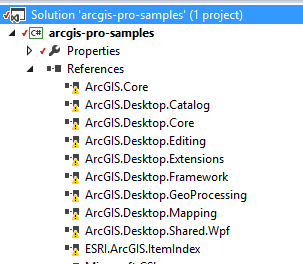 Solution 'arcgis-pro-samples' (1 project)
C# arcgis-pro-samples
Properties
References
ArcGIS.Core
ArcGIS.Desktop.Catalog
ArcGIS.Desktop.Core
ArcGIS.Desktop.Editing
ArcGIS.Desktop.Extensions
ArcGIS.Desktop.Framework
ArcGIS.Desktop.GeoProcessing
ArcGIS.Desktop.Mapping
ArcGIS.Desktop.Shared.Wpf
ESRI.ArcGIS.ItemIndex